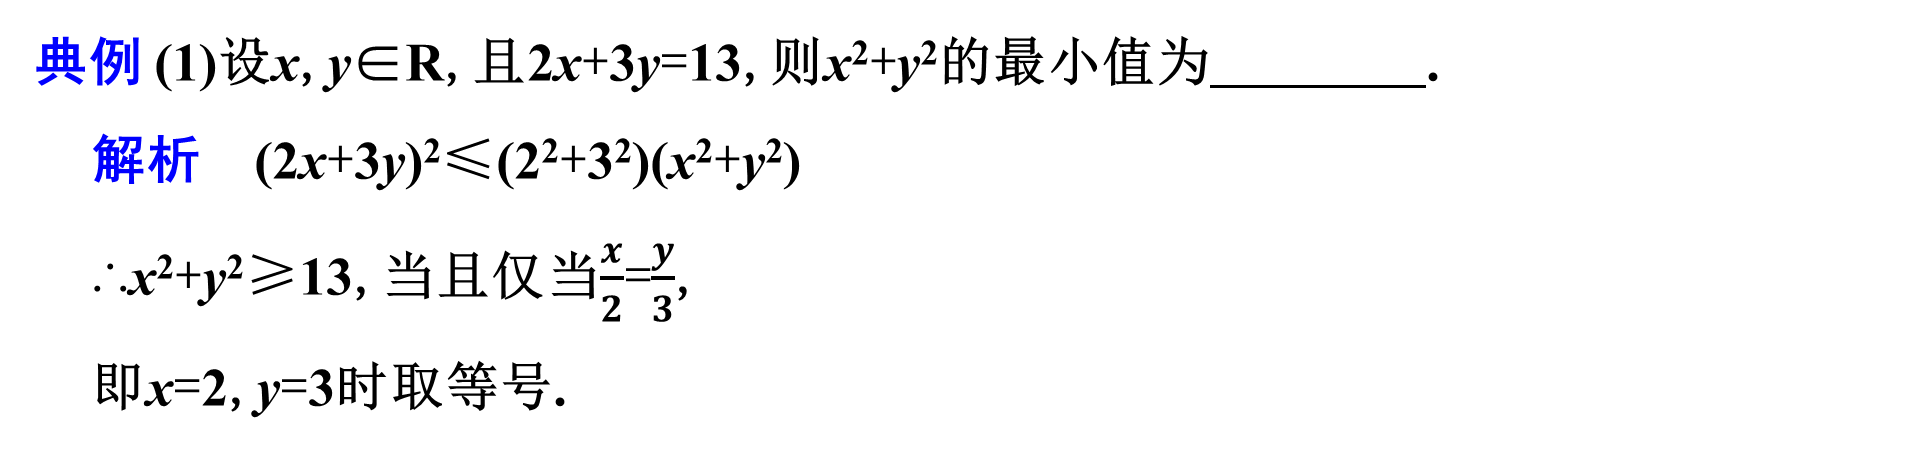 典例 (1)设x, y∈R, 且2x+3y=13, 则x²+y²的最小值为________.
解析 (2x+3y)²≤(2²+3²)(x²+y²)
∴x²+y²≥13, 当且仅当x/2=y/3,
即x=2, y=3时取等号.